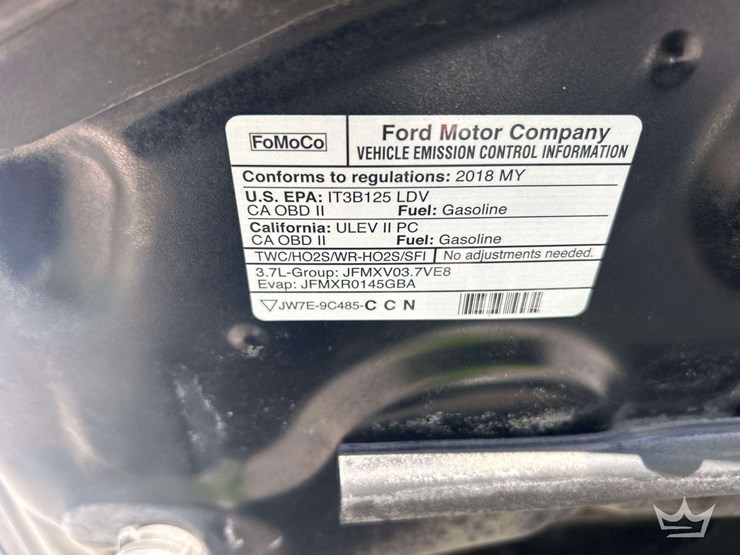 FoMoCo
Ford Motor Company
VEHICLE EMISSION CONTROL INFORMATION
Conforms to regulations: 2018 MY
U.S. EPA: IT3B125 LDV
CA OBD II Fuel: Gasoline
California: ULEV II PC
CA OBD II Fuel: Gasoline
TWC/HO2S/WR-HO2S/SFI No adjustments needed.
3.7L-Group: JFMXV03.7VE8
Evap: JFMXR0145GBA
JW7E-9C485-C C N